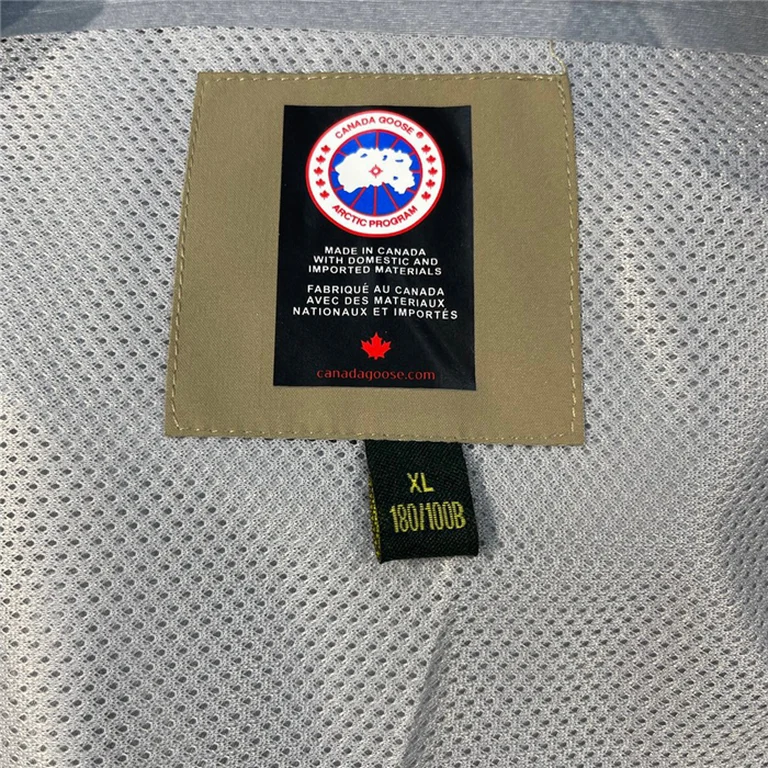 CANADA GOOSE ®
ARCTIC PROGRAM
MADE IN CANADA
WITH DOMESTIC AND
IMPORTED MATERIALS
FABRIQUÉ AU CANADA
AVEC DES MATERIAUX
NATIONAUX ET IMPORTÉS
canadagoose.com
XL
180/100B